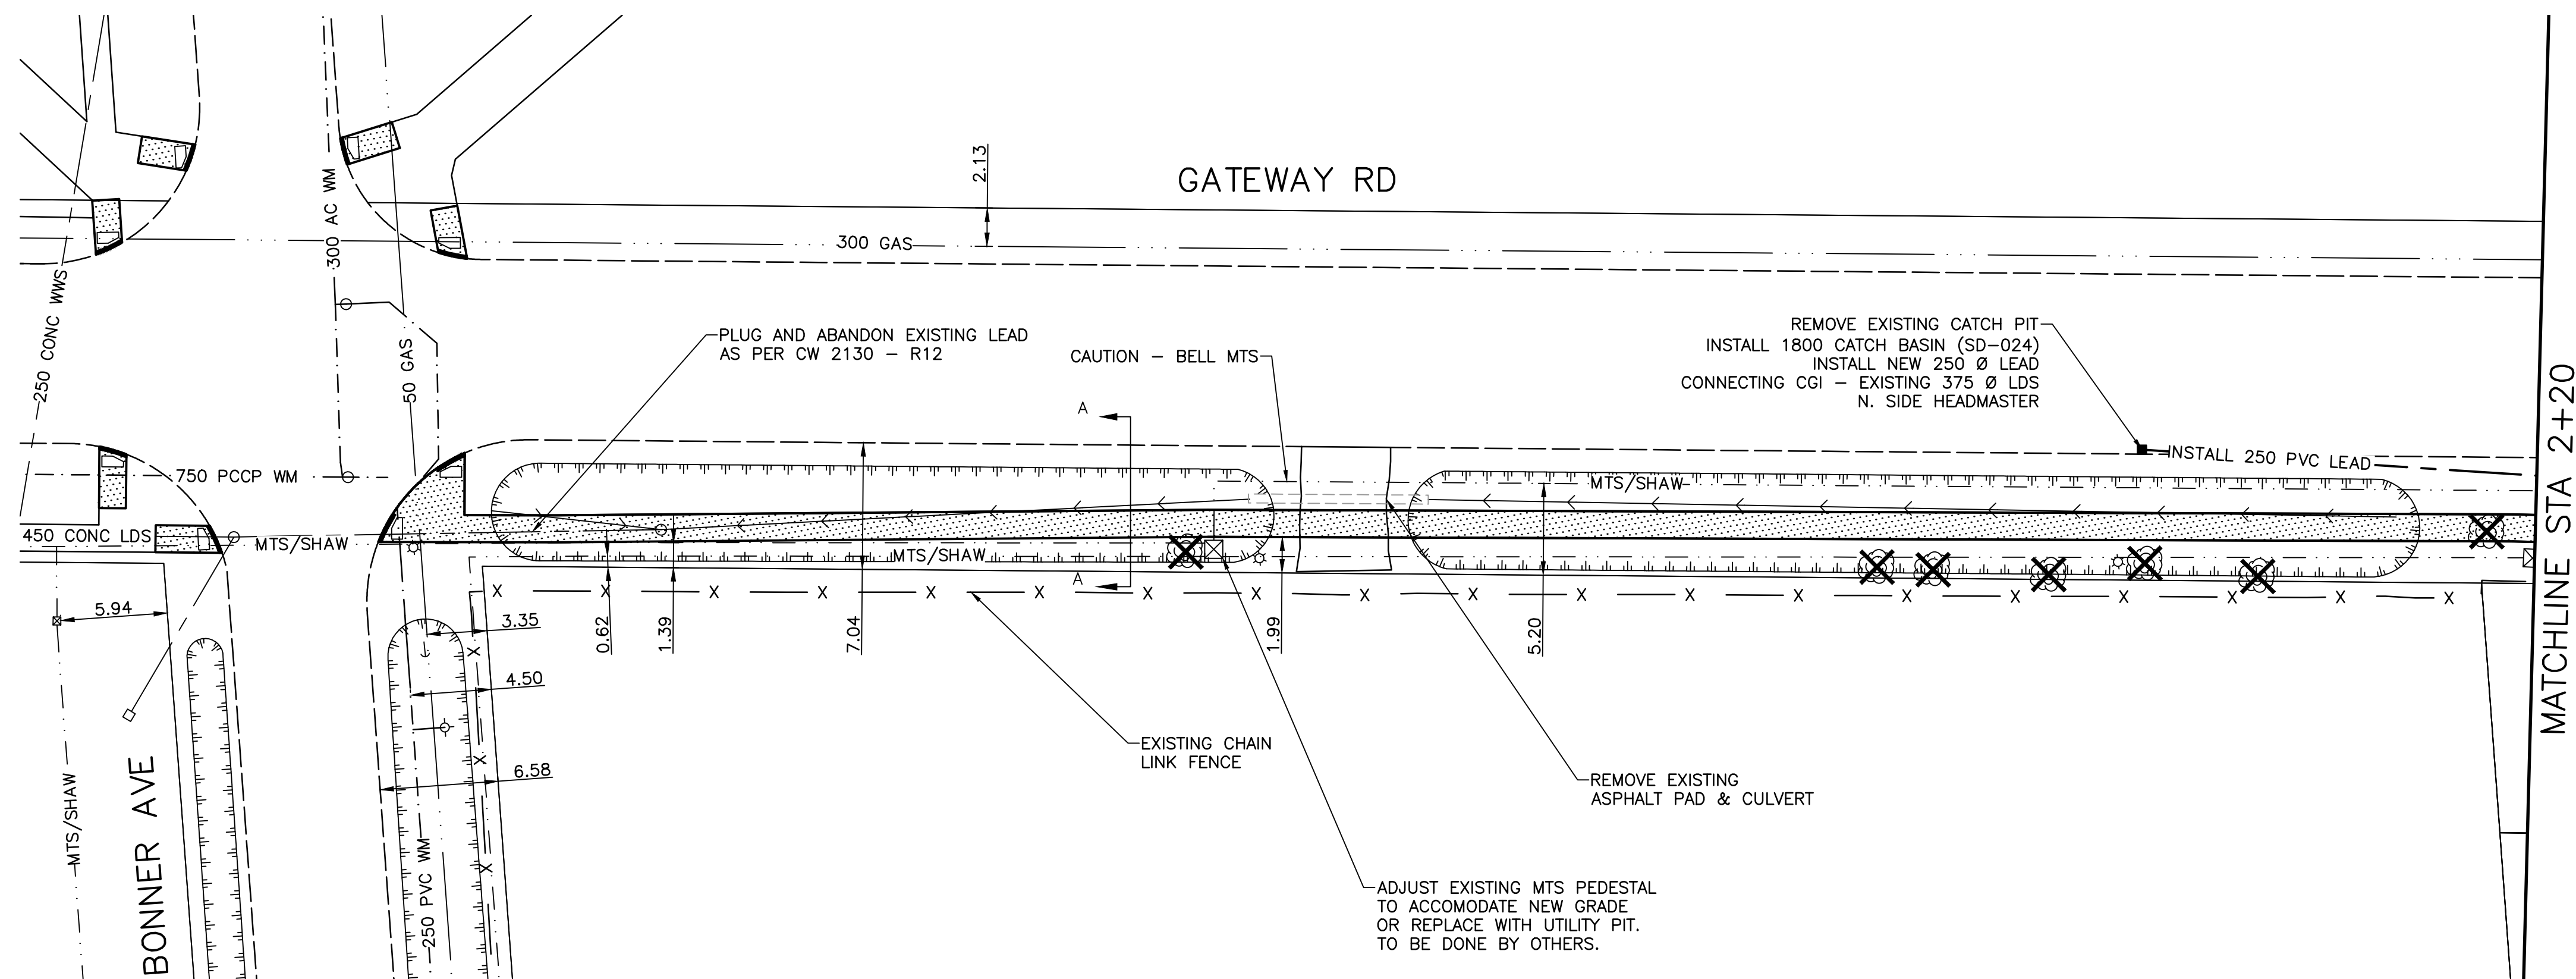 2.13
GATEWAY RD
300 AC WM
300 GAS
250 CONC WWS
50 GAS
PLUG AND ABANDON EXISTING LEAD
AS PER CW 2130 - R12
CAUTION - BELL MTS
REMOVE EXISTING CATCH PIT
INSTALL 1800 CATCH BASIN (SD-024)
INSTALL NEW 250 Ø LEAD
CONNECTING CGI - EXISTING 375 Ø LDS
N. SIDE HEADMASTER
MATCHLINE STA 2+20
A
INSTALL 250 PVC LEAD
750 PCCP WM
MTS/SHAW
450 CONC LDS
MTS/SHAW
MTS/SHAW
A
X X X X X X X X X X X X X X X X X X X
5.94
3.35
0.62
1.39
7.04
1.99
5.20
X
4.50
EXISTING CHAIN
LINK FENCE
X
6.58
REMOVE EXISTING
ASPHALT PAD & CULVERT
MTS/SHAW
BONNER AVE
250 PVC WM
X
ADJUST EXISTING MTS PEDESTAL
TO ACCOMODATE NEW GRADE
OR REPLACE WITH UTILITY PIT.
TO BE DONE BY OTHERS.